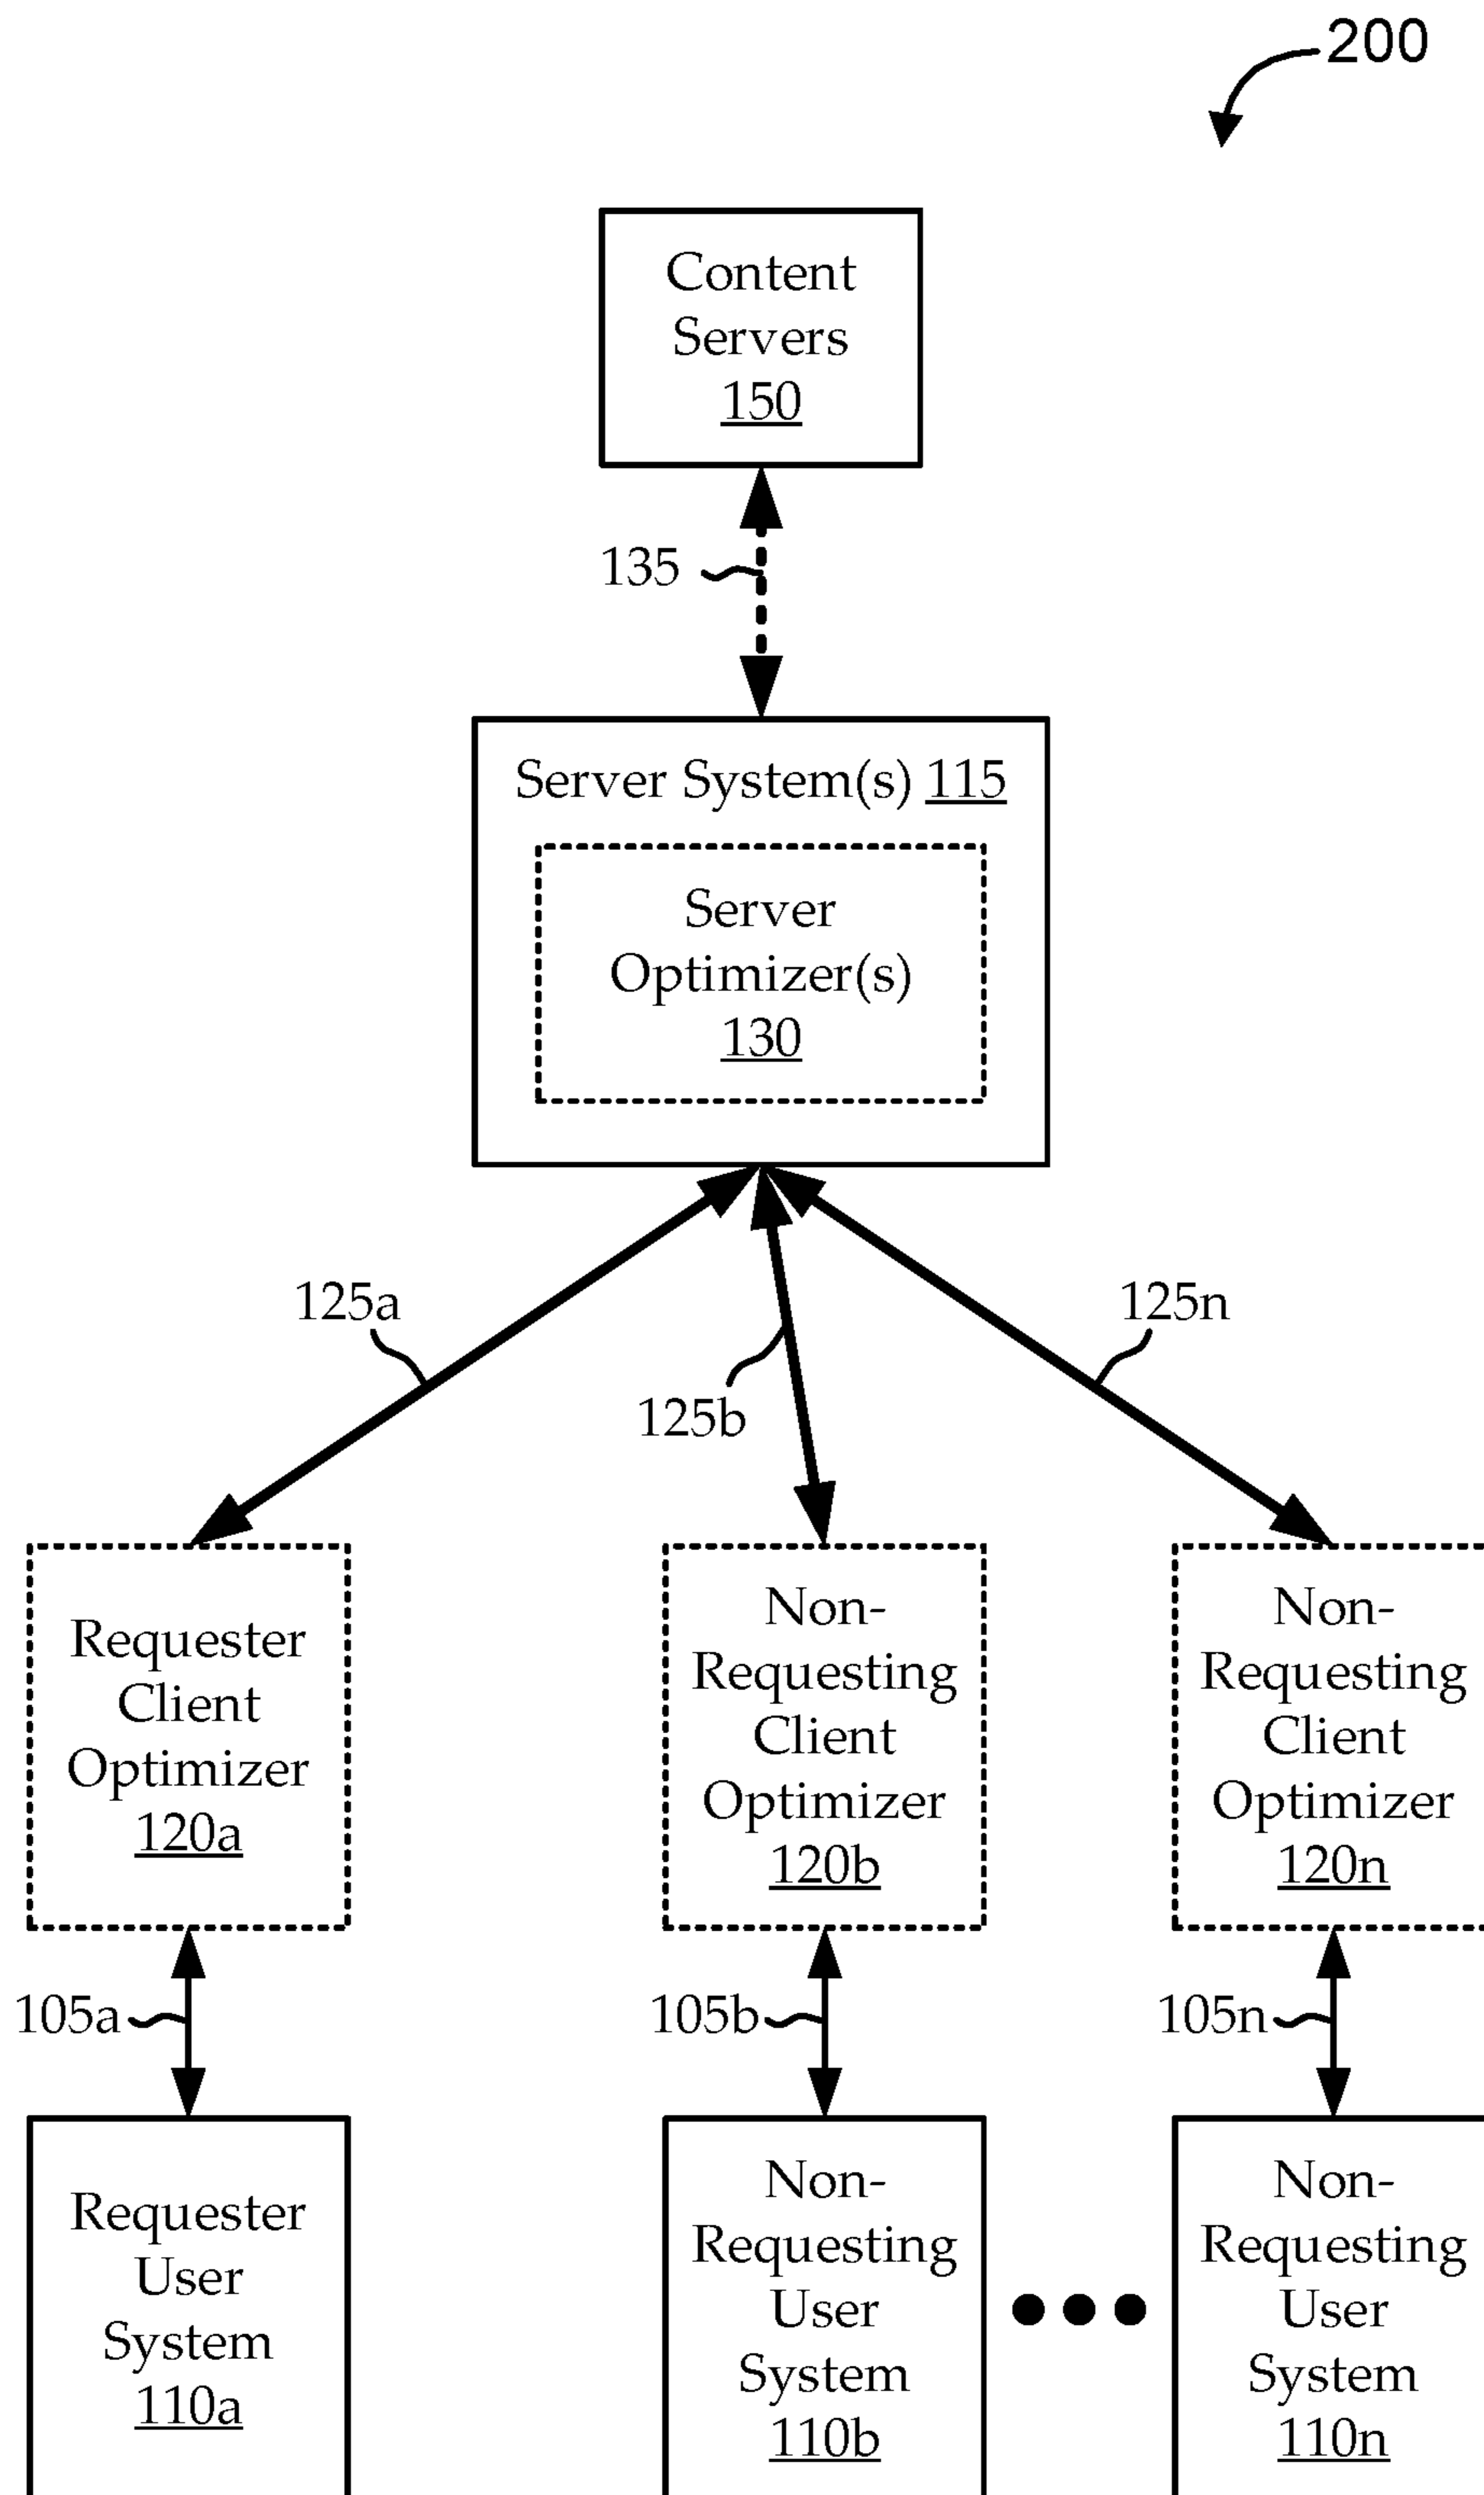 200
Content
Servers
150
135
Server System(s) 115
Server
Optimizer(s)
130
125a
125n
125b
Requester
Client
Optimizer
120a
Non-
Requesting
Client
Optimizer
120b
Non-
Requesting
Client
Optimizer
120n
105a
105b
105n
Requester
User
System
110a
Non-
Requesting
User
System
110b
Non-
Requesting
User
System
110n